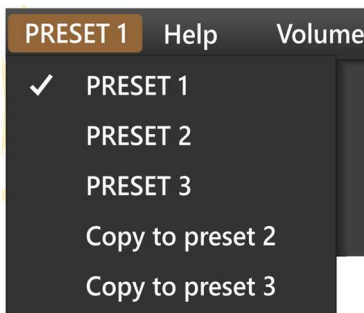 PRESET 1 Help Volume
PRESET 1
PRESET 2
PRESET 3
Copy to preset 2
Copy to preset 3